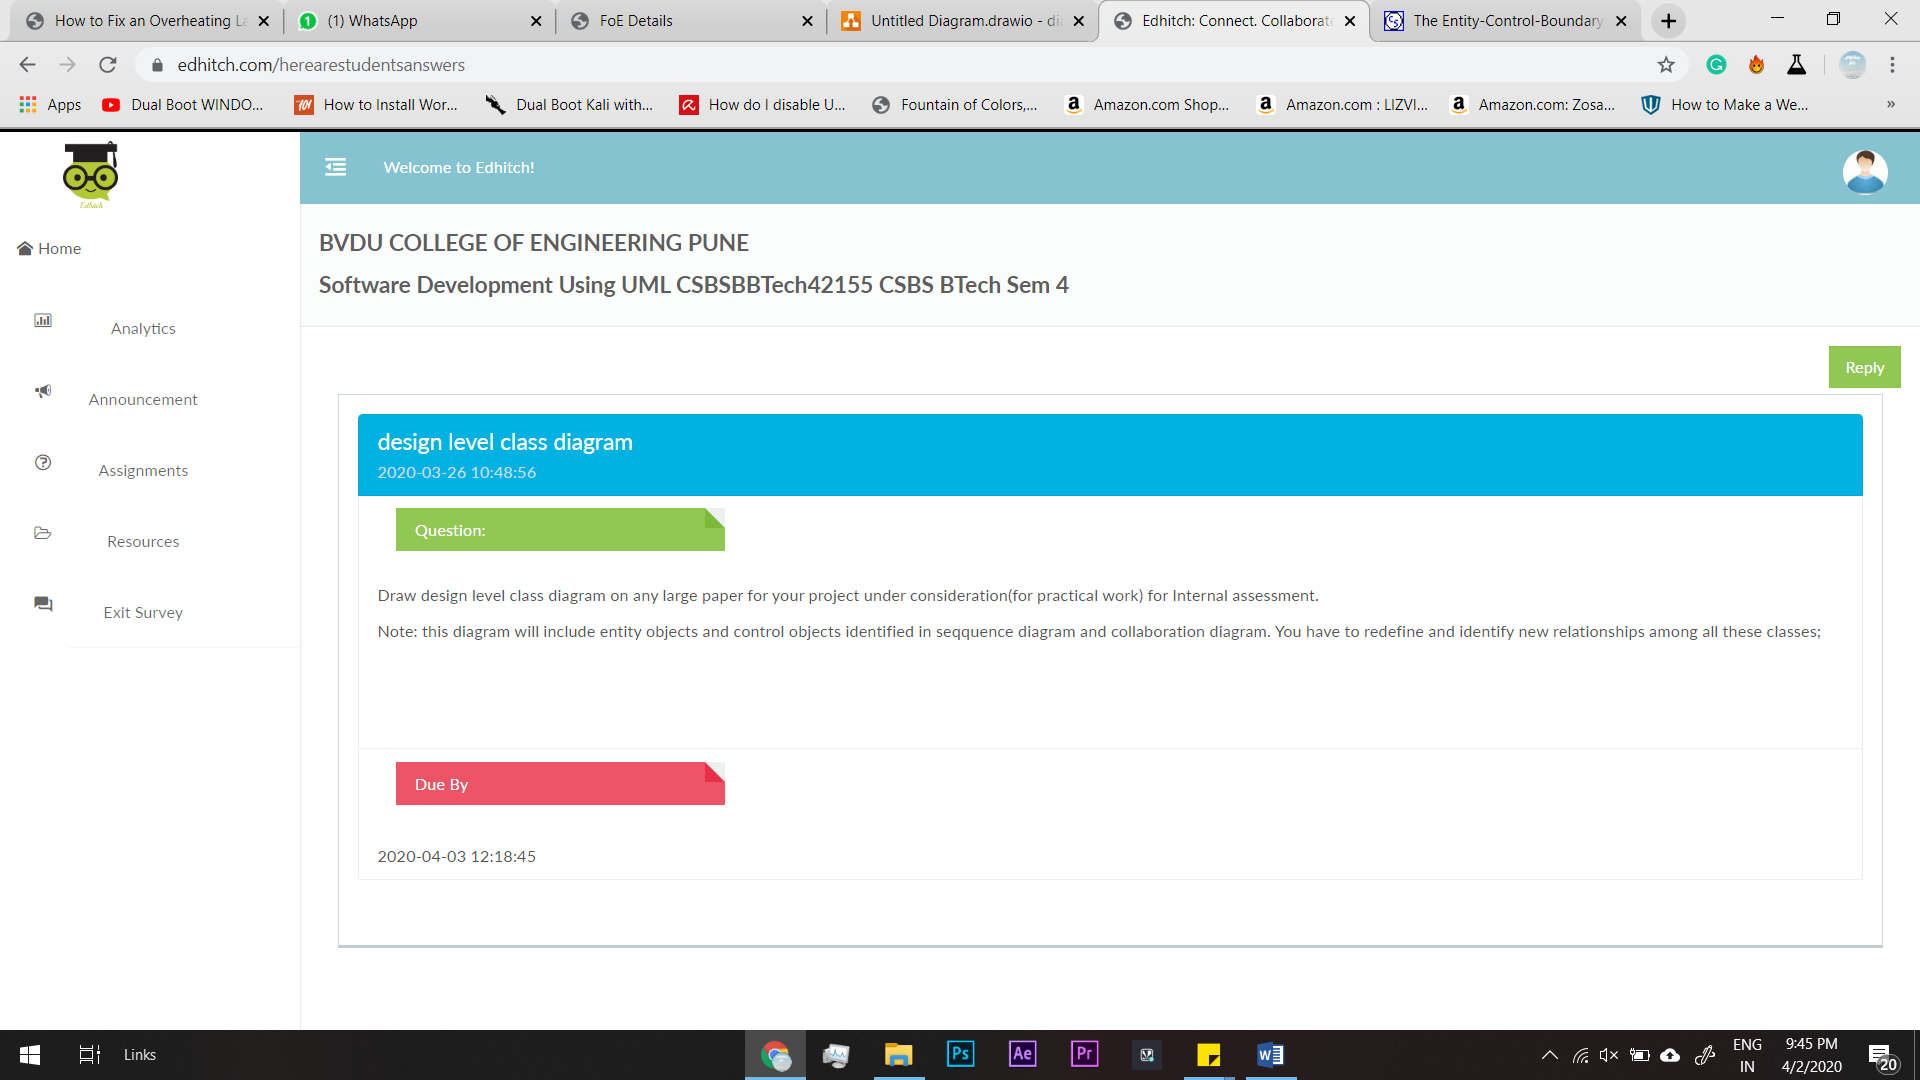 How to Fix an Overheating La
(1) WhatsApp
FoE Details
Untitled Diagram.drawio - di
Edhitch: Connect. Collaborate
The Entity-Control-Boundary
edhitch.com/herearestudentsanswers
Apps
Dual Boot WINDO...
How to Install Wor...
Dual Boot Kali with...
How do I disable U...
Fountain of Colors,...
Amazon.com Shop...
Amazon.com : LIZVI...
Amazon.com: Zosa...
How to Make a We...
»
Edhitch
Welcome to Edhitch!
Home
Analytics
Announcement
Assignments
Resources
Exit Survey
BVDU COLLEGE OF ENGINEERING PUNE
Software Development Using UML CSBSBBTech42155 CSBS BTech Sem 4
Reply
design level class diagram
2020-03-26 10:48:56
Question:
Draw design level class diagram on any large paper for your project under consideration(for practical work) for Internal assessment.
Note: this diagram will include entity objects and control objects identified in seqquence diagram and collaboration diagram. You have to redefine and identify new relationships among all these classes;
Due By
2020-04-03 12:18:45
Links
Ps
Ae
Pr
ENG
IN
9:45 PM
4/2/2020
20